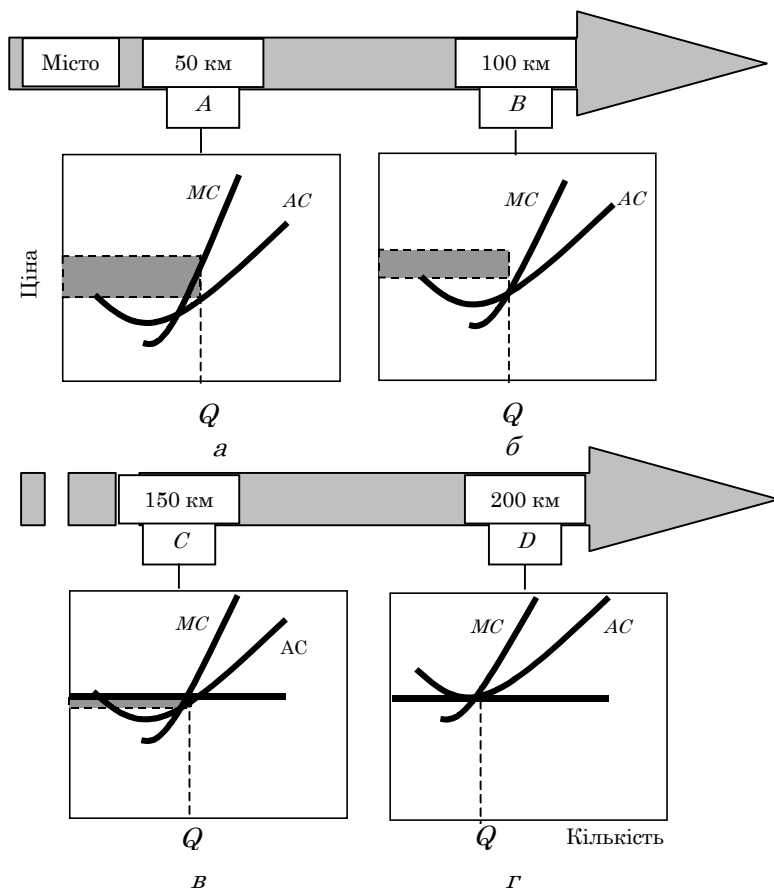 Місто
50 км
100 км
A
B
Ціна
MC
AC
MC
AC
Q
Q
а
б
150 км
200 км
C
D
MC
AC
MC
AC
Q
Q
Кількість
в
г